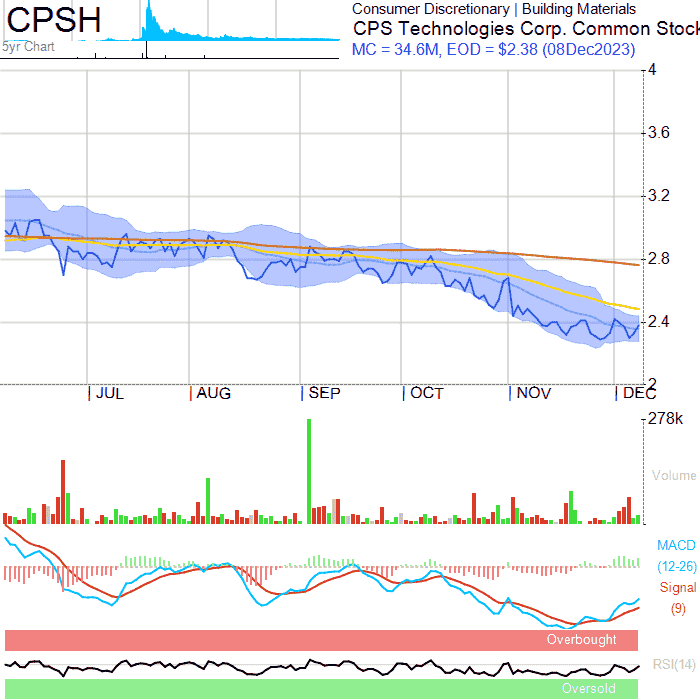 CPSH
5yr Chart
Consumer Discretionary | Building Materials
CPS Technologies Corp. Common Stock
MC = 34.6M, EOD = $2.38 (08Dec2023)
4
3.6
3.2
2.8
2.4
2
JUL AUG SEP OCT NOV DEC
278k
Volume
MACD
(12-26)
Signal
(9)
Overbought
RSI(14)
Oversold